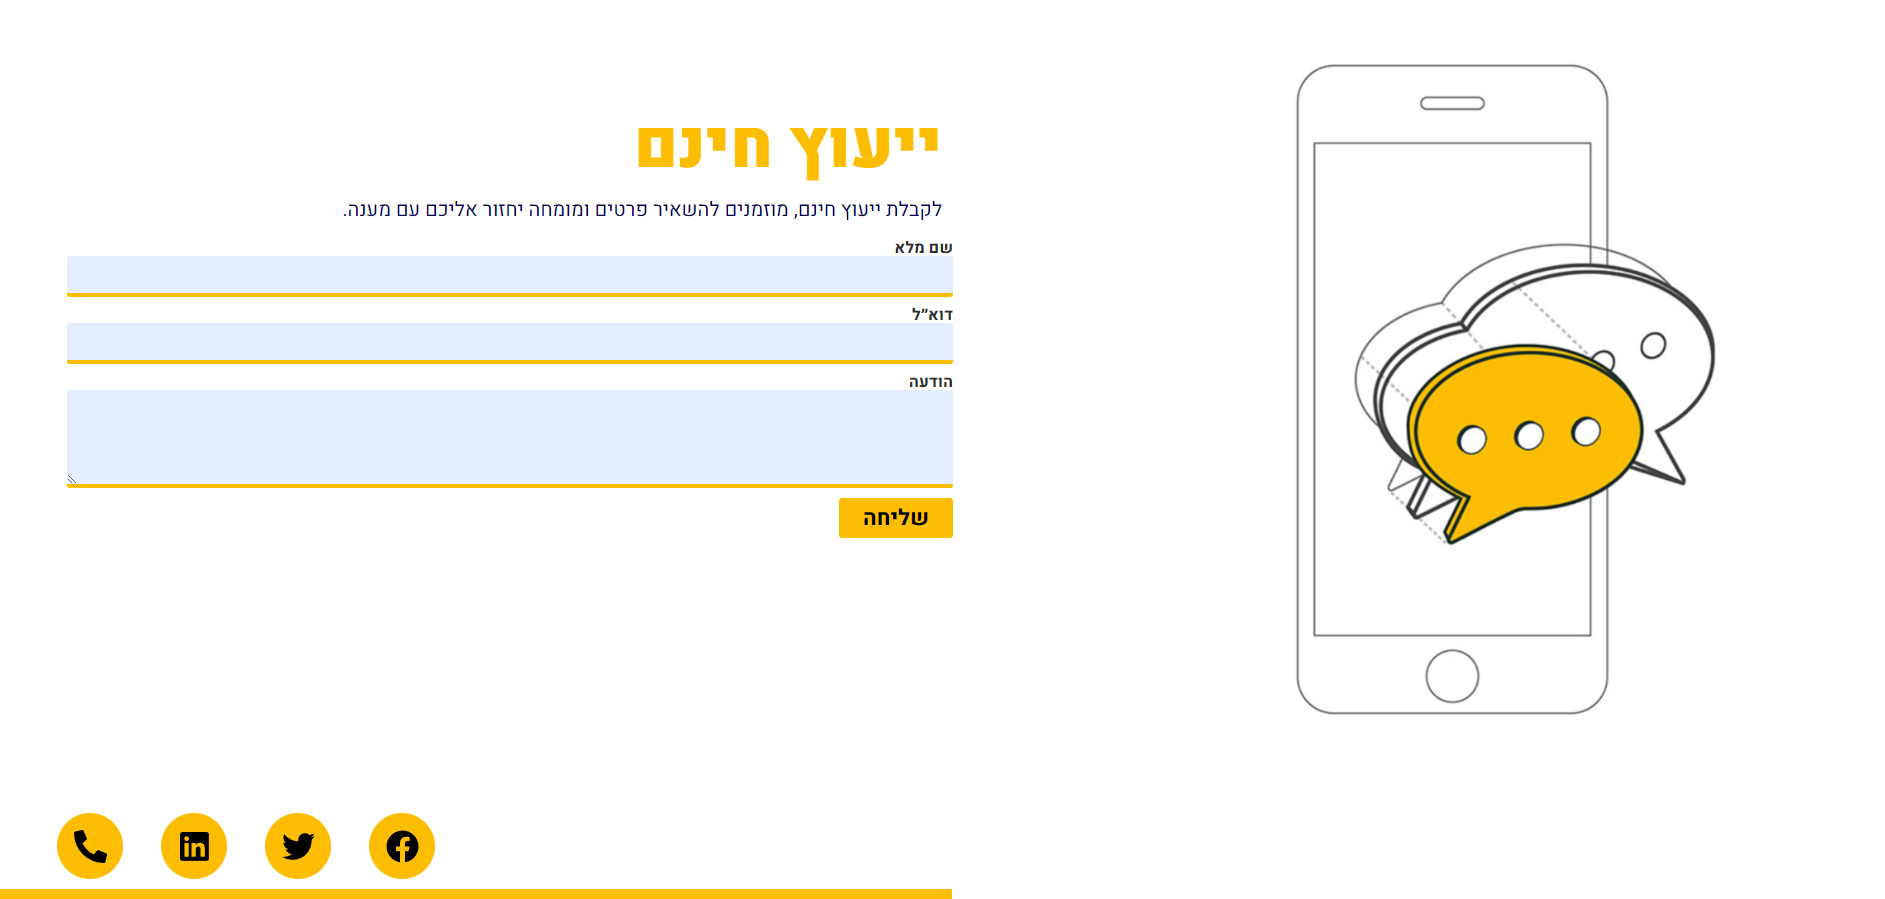 ייעוץ חינם
לקבלת ייעוץ חינם, מוזמנים להשאיר פרטים ומומחה יחזור אליכם עם מענה.
שם מלא
דוא״ל
הודעה
שליחה